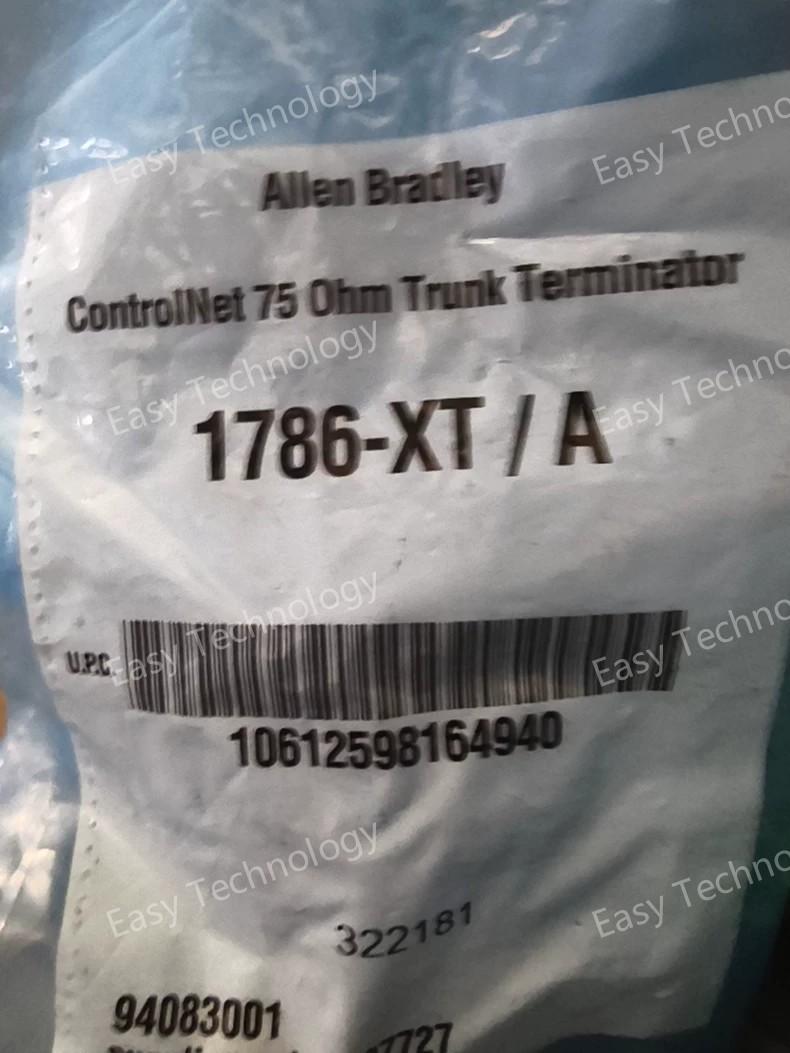 Easy Technology
Easy Techno
Allen Bradley
ControlNet 75 Ohm Trunk Terminator
Easy Technology
Easy Techno
1786-XT / A
Easy Technology
Easy Techno
U.P.C.
10612598164940
Easy Technology
Easy Techno
322181
94083001
7727